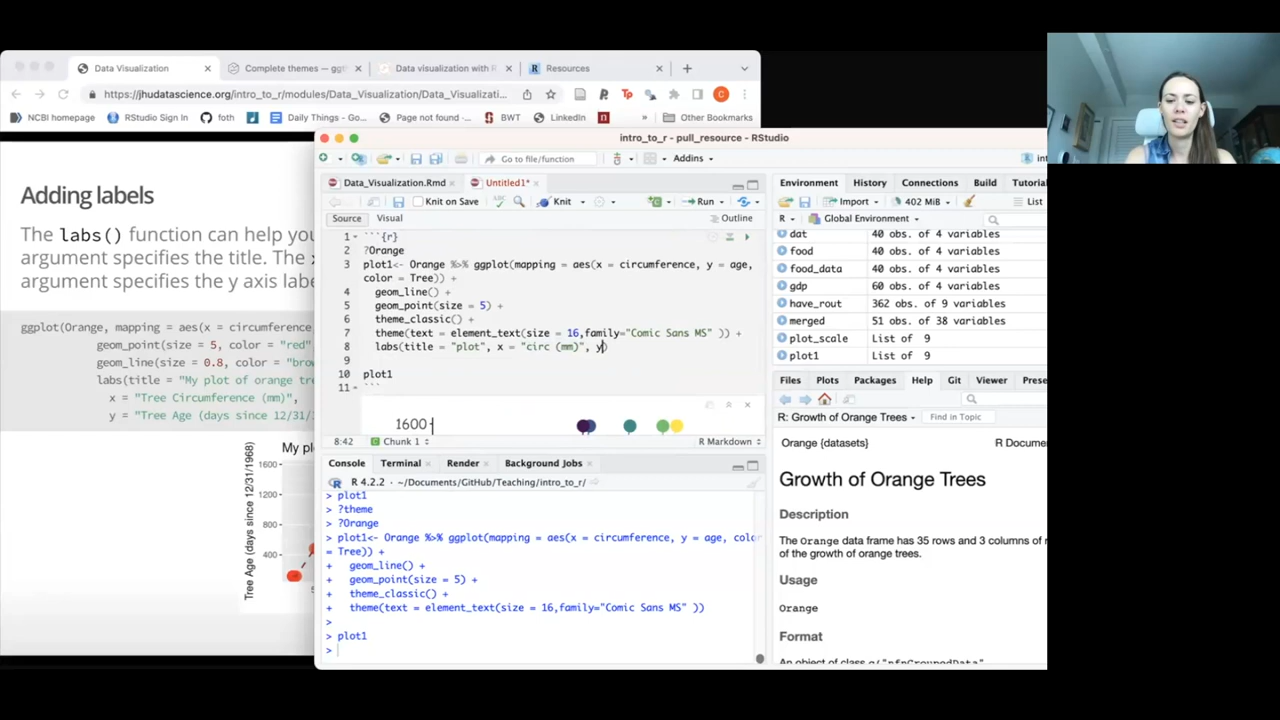 Data Visualization
Complete themes — ggt
Data visualization with R
Resources
https://jhudatascience.org/intro_to_r/modules/Data_Visualization/Data_Visualizati...
NCBI homepage
RStudio Sign In
foth
Daily Things - Go...
Page not found -...
BWT
LinkedIn
Other Bookmarks
Adding labels
The labs() function can help you
argument specifies the title. The
argument specifies the y axis labe
ggplot(Orange, mapping = aes(x = circumference
geom_point(size = 5, color = "red"
geom_line(size = 0.8, color = "brow
labs(title = "My plot of orange tre
x = "Tree Circumference (mm)",
y = "Tree Age (days since 12/31/
My pl
Tree Age (days since 12/31/1968)
1600
1200
800
400
intro_to_r - pull_resource - RStudio
Go to file/function
Addins
Data_Visualization.Rmd
Untitled1*
Knit on Save
Knit
Run
Source
Visual
Outline
1 ```{r}
2 ?Orange
3 plot1<- Orange %>% ggplot(mapping = aes(x = circumference, y = age,
color = Tree)) +
4 geom_line() +
5 geom_point(size = 5) +
6 theme_classic() +
7 theme(text = element_text(size = 16,family="Comic Sans MS" )) +
8 labs(title = "plot", x = "circ (mm)", y)
9
10 plot1
11 ```
1600
8:42
Chunk 1
R Markdown
Console
Terminal
Render
Background Jobs
R 4.2.2 · ~/Documents/GitHub/Teaching/intro_to_r/
> plot1
> ?theme
> ?Orange
> plot1<- Orange %>% ggplot(mapping = aes(x = circumference, y = age, color
= Tree)) +
+ geom_line() +
+ geom_point(size = 5) +
+ theme_classic() +
+ theme(text = element_text(size = 16,family="Comic Sans MS" ))
>
> plot1
>
Environment
History
Connections
Build
Tutorial
Import
402 MiB
List
R
Global Environment
dat 40 obs. of 4 variables
food 40 obs. of 4 variables
food_data 40 obs. of 4 variables
gdp 60 obs. of 4 variables
have_rout 362 obs. of 9 variables
merged 51 obs. of 38 variables
plot_scale List of 9
plot1 List of 9
Files
Plots
Packages
Help
Git
Viewer
Prese
R: Growth of Orange Trees
Find in Topic
Orange {datasets}
R Docume
Growth of Orange Trees
Description
The Orange data frame has 35 rows and 3 columns of r
of the growth of orange trees.
Usage
Orange
Format